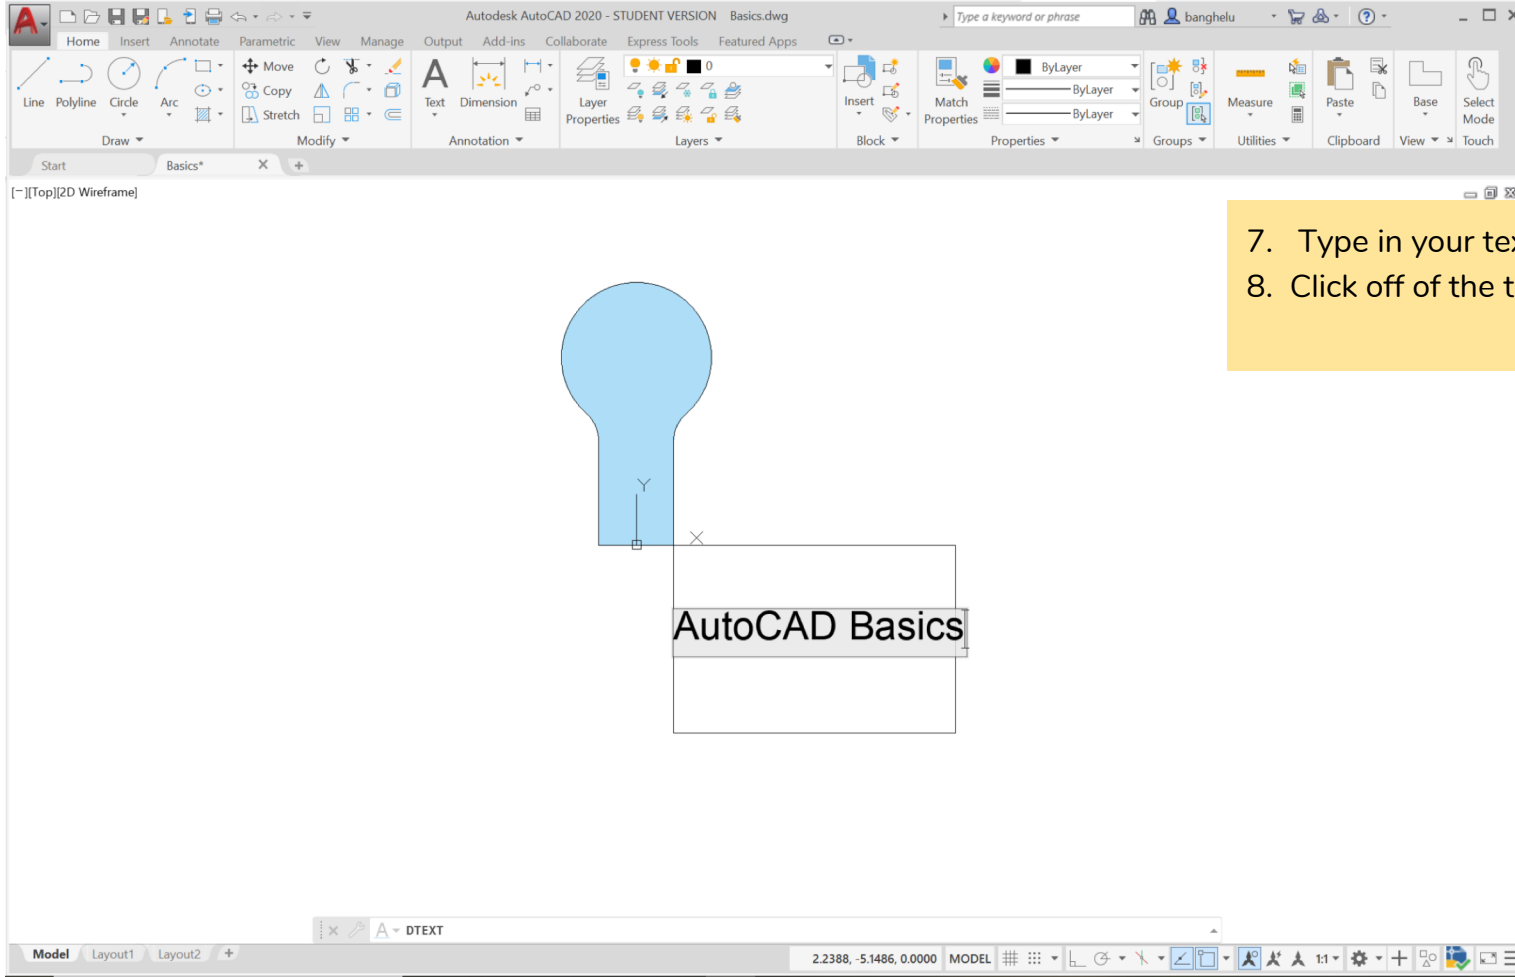 Autodesk AutoCAD 2020 - STUDENT VERSION Basics.dwg
Type a keyword or phrase
banghelu
Home Insert Annotate Parametric View Manage Output Add-ins Collaborate Express Tools Featured Apps
Line Polyline Circle Arc
Move
Copy
Stretch
Text Dimension
Layer
Properties
0
Insert
Match
Properties
ByLayer
ByLayer
ByLayer
Group
Measure
Paste
Base
Select
Mode
Draw Modify Annotation Layers Block Properties Groups Utilities Clipboard View Touch
Start Basics* X +
[−][Top][2D Wireframe]
7. Type in your
8. Click off of the
Y
X
AutoCAD Basics
A DTEXT
Model Layout1 Layout2 +
2.2388, -5.1486, 0.0000 MODEL 1:1